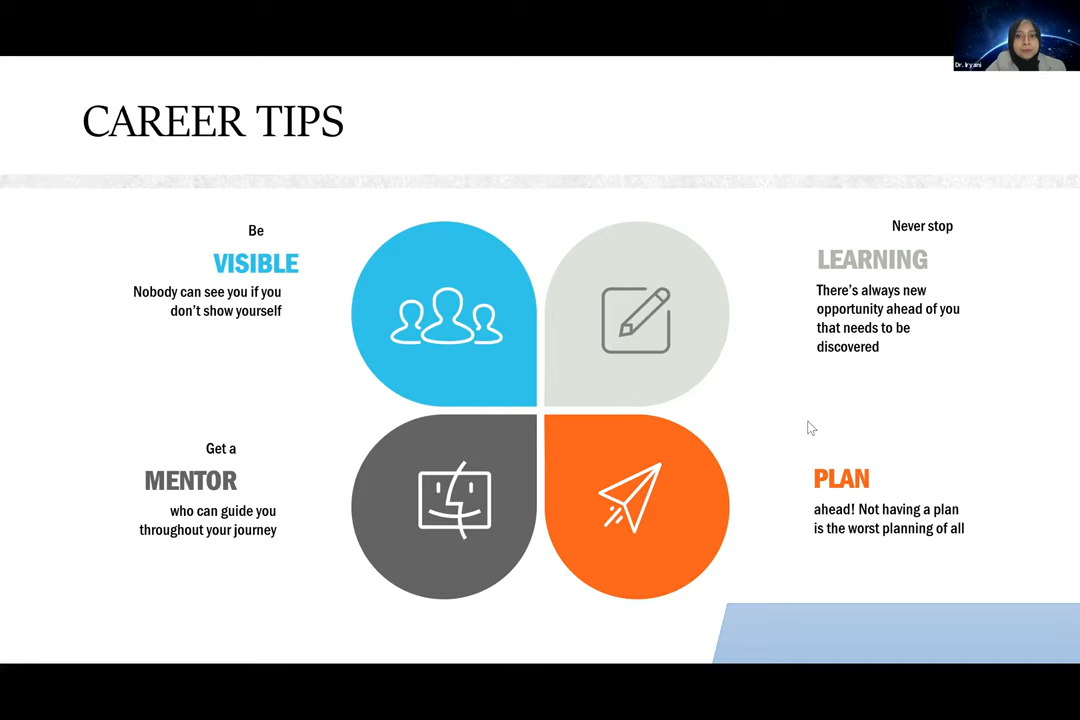 Dr. Iryani
CAREER TIPS
Be
VISIBLE
Nobody can see you if you
don't show yourself
Never stop
LEARNING
There's always new
opportunity ahead of you
that needs to be
discovered
Get a
MENTOR
who can guide you
throughout your journey
PLAN
ahead! Not having a plan
is the worst planning of all